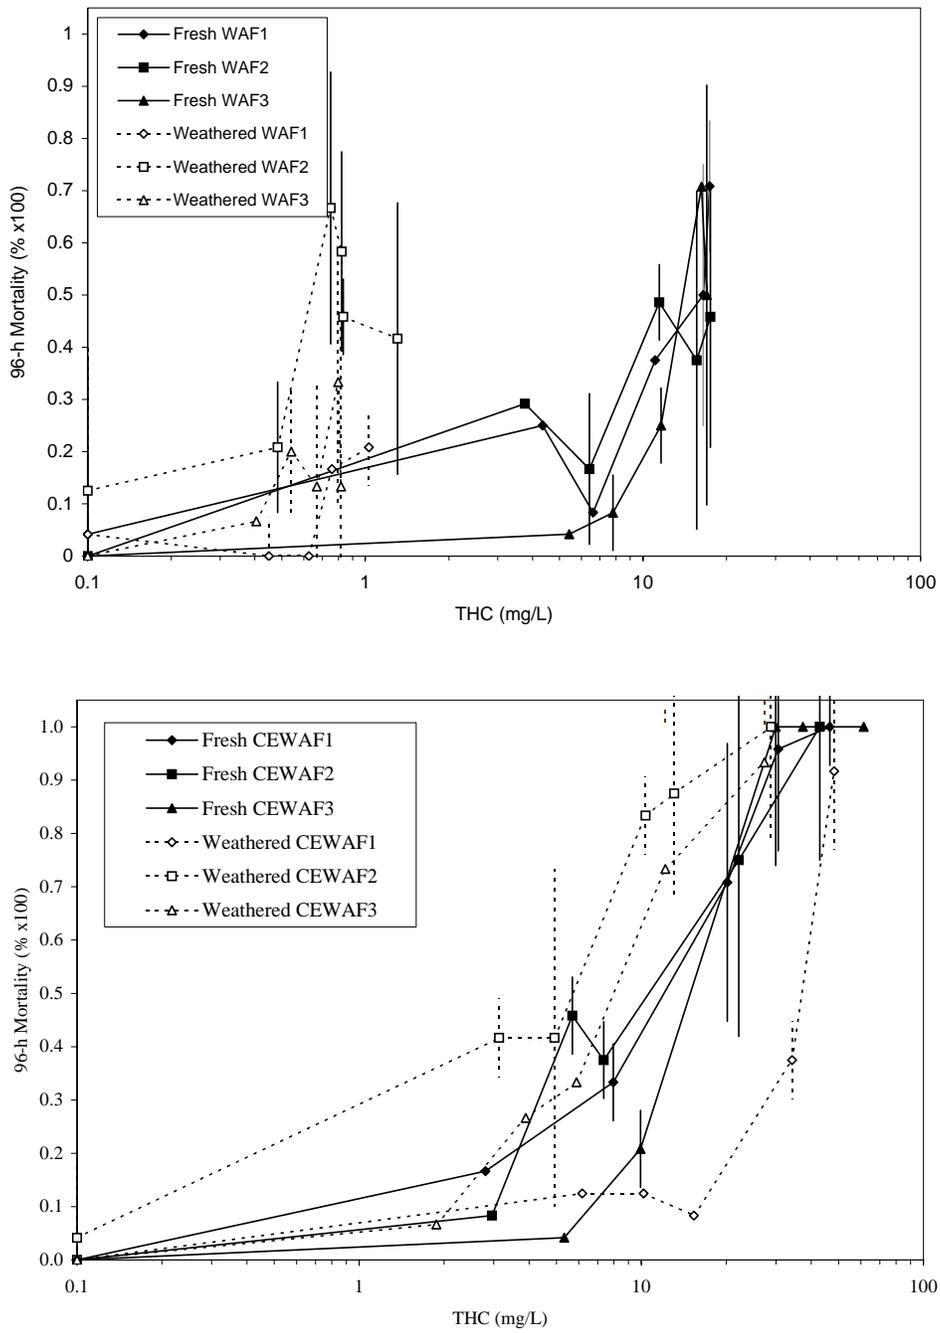 1
0.9
0.8
0.7
0.6
0.5
0.4
0.3
0.2
0.1
0
96-h Mortality (% x100)
Fresh WAF1
Fresh WAF2
Fresh WAF3
Weathered WAF1
Weathered WAF2
Weathered WAF3
0.1 1 10 100
THC (mg/L)
1.0
0.9
0.8
0.7
0.6
0.5
0.4
0.3
0.2
0.1
0.0
96-h Mortality (% x100)
Fresh CEWAF1
Fresh CEWAF2
Fresh CEWAF3
Weathered CEWAF1
Weathered CEWAF2
Weathered CEWAF3
0.1 1 10 100
THC (mg/L)